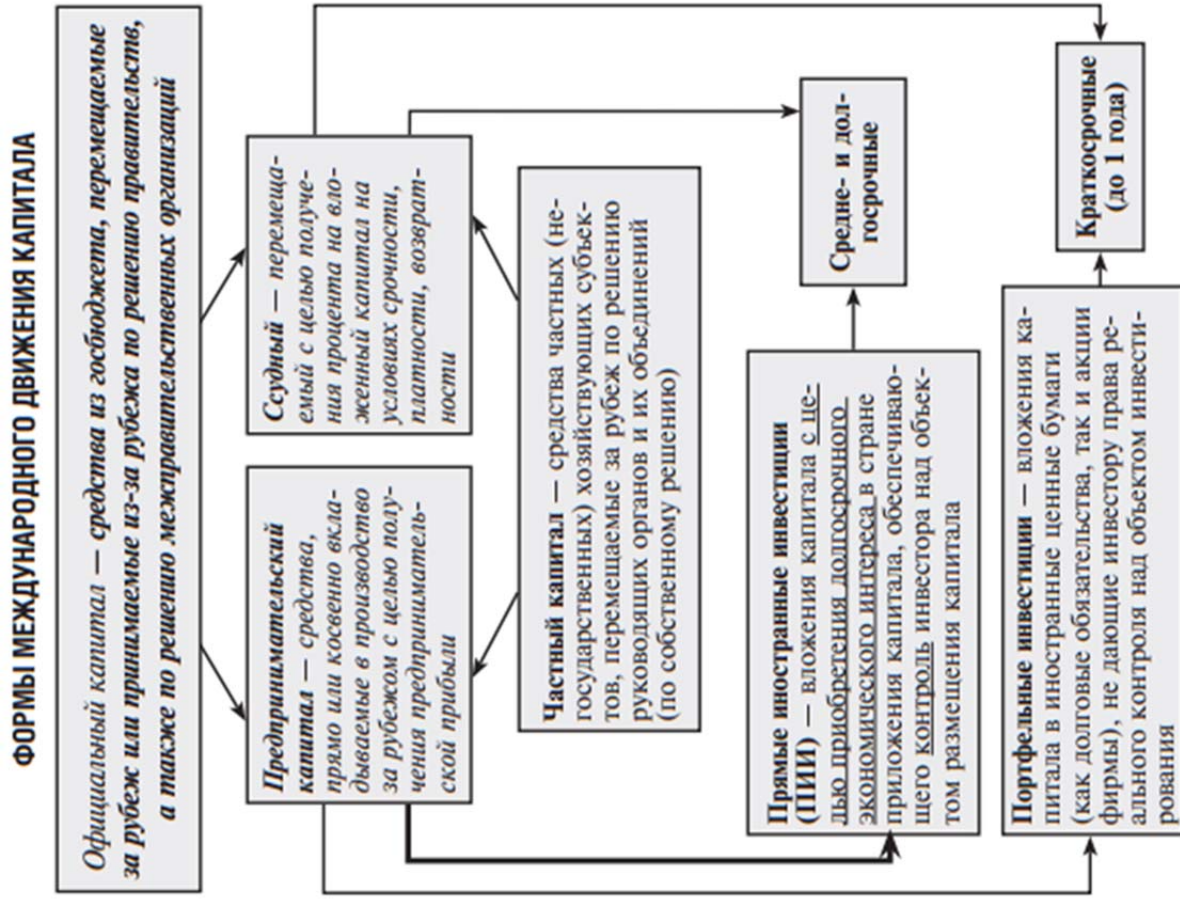 ФОРМЫ МЕЖДУНАРОДНОГО ДВИЖЕНИЯ КАПИТАЛА
Официальный капитал — средства из госбюджета, перемещаемые
за рубеж или принимаемые из-за рубежа по решению правительств,
а также по решению межправительственных организаций
Предпринимательский
капитал — средства,
прямо или косвенно вкла-
дываемые в производство
за рубежом с целью полу-
чения предприниматель-
ской прибыли
Ссудный — перемеща-
емый с целью получе-
ния процента на вло-
женный капитал на
условиях срочности,
платности, возврат-
ности
Частный капитал — средства частных (не-
государственных) хозяйствующих субъек-
тов, перемещаемые за рубеж по решению
руководящих органов и их объединений
(по собственному решению)
Прямые иностранные инвестиции
(ПИИ) — вложения капитала с це-
лью приобретения долгосрочного
экономического интереса в стране
приложения капитала, обеспечиваю-
щего контроль инвестора над объек-
том размещения капитала
Средне- и дол-
госрочные
Портфельные инвестиции — вложения ка-
питала в иностранные ценные бумаги
(как долговые обязательства, так и акции
фирмы), не дающие инвестору права ре-
ального контроля над объектом инвести-
рования
Краткосрочные
(до 1 года)